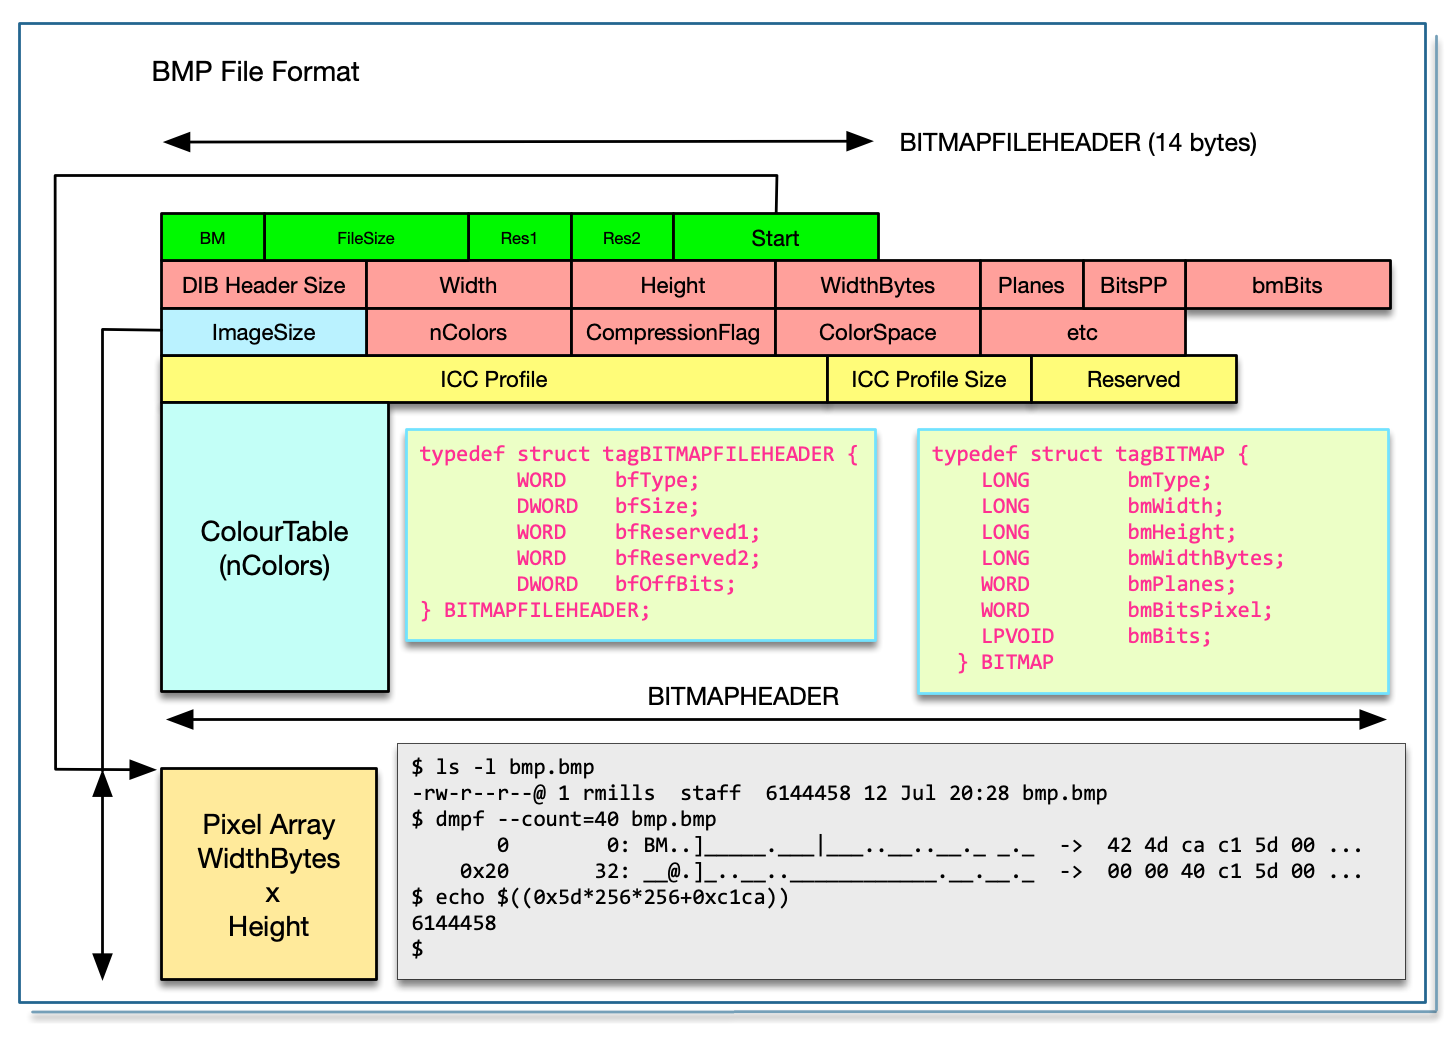 BMP File Format
BITMAPFILEHEADER (14 bytes)
BM FileSize Res1 Res2 Start
DIB Header Size Width Height WidthBytes Planes BitsPP bmBits
ImageSize nColors CompressionFlag ColorSpace etc
ICC Profile ICC Profile Size Reserved
ColourTable
(nColors)
typedef struct tagBITMAPFILEHEADER {
WORD bfType;
DWORD bfSize;
WORD bfReserved1;
WORD bfReserved2;
DWORD bfOffBits;
} BITMAPFILEHEADER;
typedef struct tagBITMAP {
LONG bmType;
LONG bmWidth;
LONG bmHeight;
LONG bmWidthBytes;
WORD bmPlanes;
WORD bmBitsPixel;
LPVOID bmBits;
} BITMAP
BITMAPHEADER
Pixel Array
WidthBytes
x
Height
$ ls -l bmp.bmp
-rw-r--r--@ 1 rmills  staff  6144458 12 Jul 20:28 bmp.bmp
$ dmpf --count=40 bmp.bmp
       0        0: BM..]_____.___|___..__..__._ _._  ->  42 4d ca c1 5d 00 ...
    0x20       32: __@.]_..__..____________.__.__._  ->  00 00 40 c1 5d 00 ...
$ echo $((0x5d*256*256+0xc1ca))
6144458
$